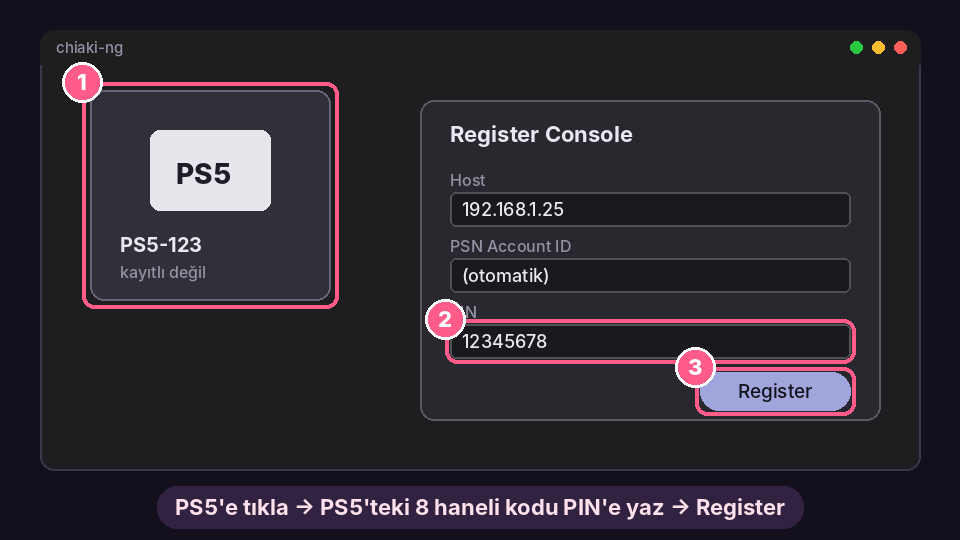 chiaki-ng
1
PS5
PS5-123
kayıtlı değil
Register Console
Host
192.168.1.25
PSN Account ID
(otomatik)
2
12345678
3
Register
PS5'e tıkla → PS5'teki 8 haneli kodu PIN'e yaz → Register